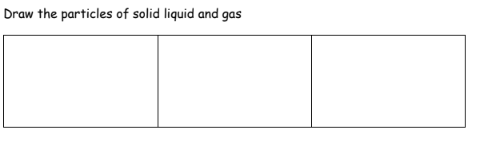 Draw the particles of solid liquid and gas